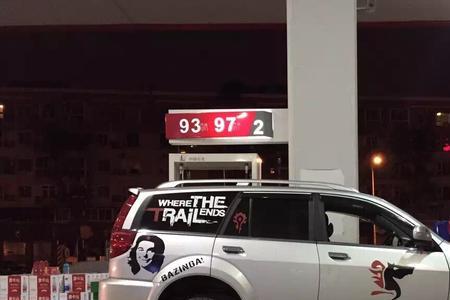 93# 97# 2
WHERE THE
TRAIL ENDS
BAZINGA!